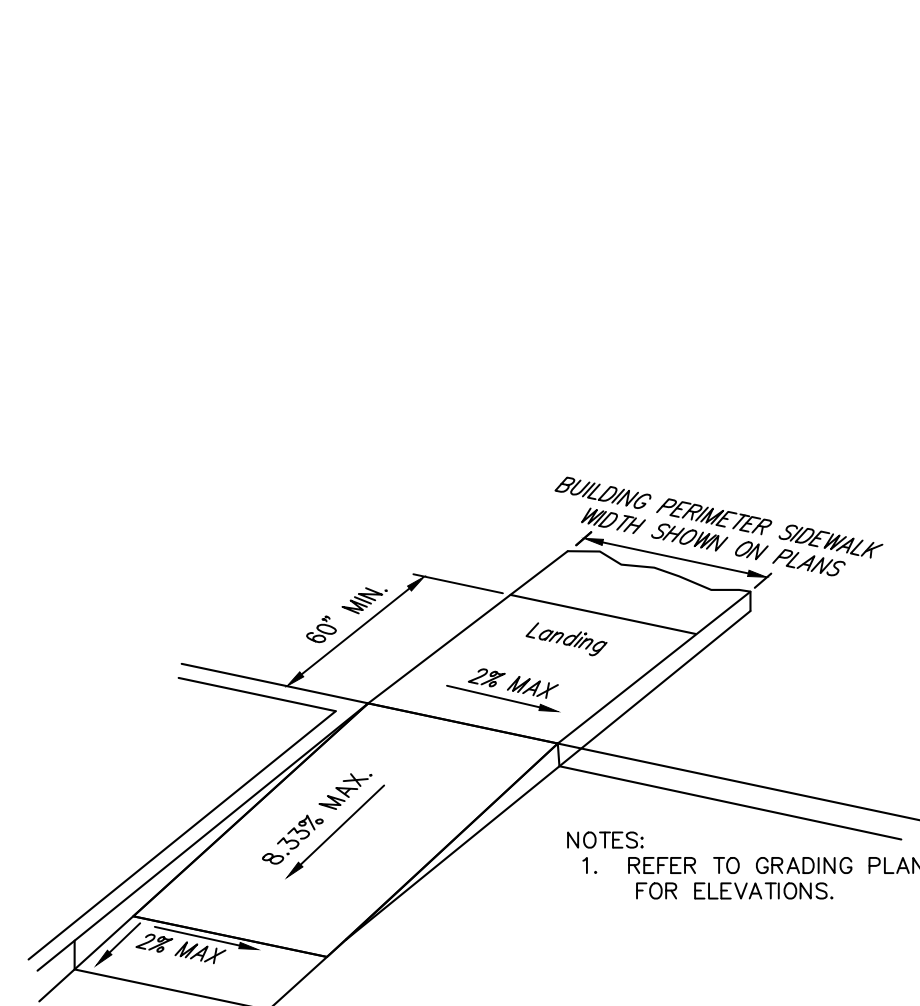 BUILDING PERIMETER SIDEWALK
WIDTH SHOWN ON PLANS
60" MIN.
Landing
2% MAX
8.33% MAX.
NOTES:
1. REFER TO GRADING PLAN
FOR ELEVATIONS.
2% MAX